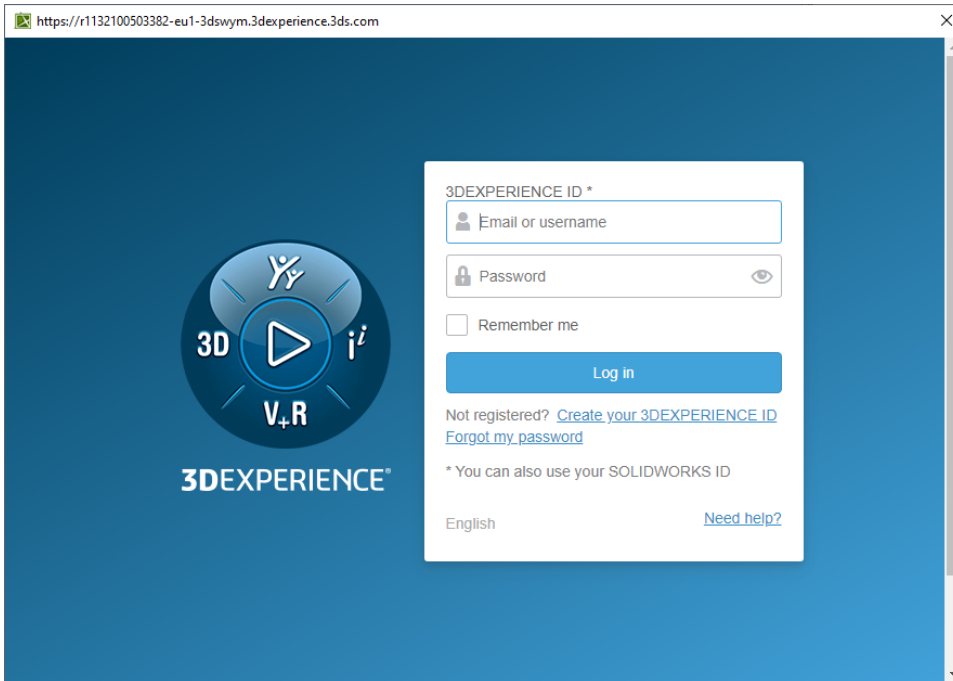 https://r1132100503382-eu1-3dswym.3dexperience.3ds.com
3DEXPERIENCE ID *
Email or username
Password
Remember me
Log in
Not registered? Create your 3DEXPERIENCE ID
Forgot my password
* You can also use your SOLIDWORKS ID
English
Need help?
3D
i i
V+R
3DEXPERIENCE®